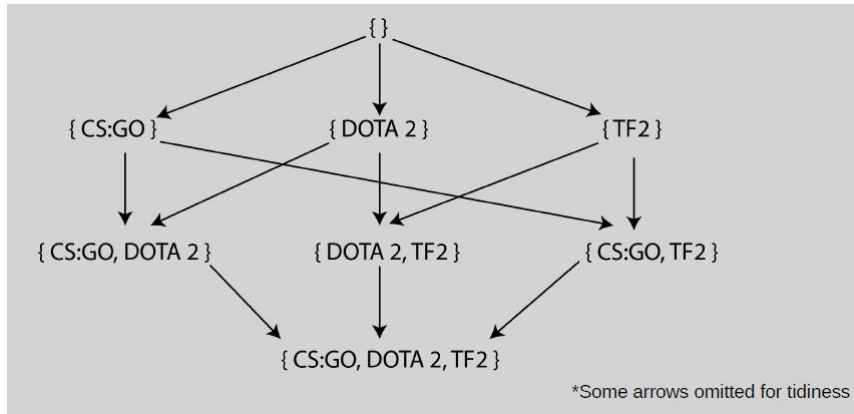 { }
{ CS:GO } { DOTA 2 } { TF2 }
{ CS:GO, DOTA 2 } { DOTA 2, TF2 } { CS:GO, TF2 }
{ CS:GO, DOTA 2, TF2 }
*Some arrows omitted for tidiness